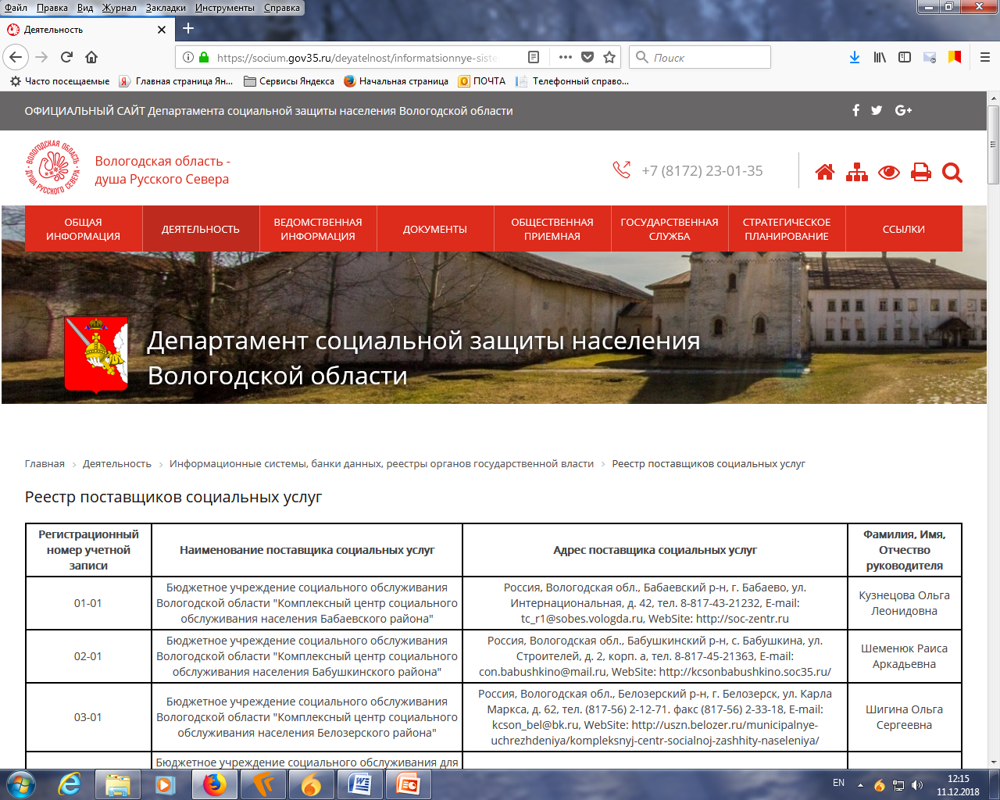 Файл Правка Вид Журнал Закладки Инструменты Справка
Деятельность
https://socium.gov35.ru/deyatelnost/informatsionnye-siste
Поиск
Часто посещаемые Главная страница Ян... Сервисы Яндекса Начальная страница ПОЧТА Телефонный справо...
ОФИЦИАЛЬНЫЙ САЙТ Департамента социальной защиты населения Вологодской области
ВОЛОГОДСКАЯ ОБЛАСТЬ
ДУША РУССКОГО СЕВЕРА
Вологодская область -
душа Русского Севера
+7 (8172) 23-01-35
ОБЩАЯ
ИНФОРМАЦИЯ
ДЕЯТЕЛЬНОСТЬ
ВЕДОМСТВЕННАЯ
ИНФОРМАЦИЯ
ДОКУМЕНТЫ
ОБЩЕСТВЕННАЯ
ПРИЕМНАЯ
ГОСУДАРСТВЕННАЯ
СЛУЖБА
СТРАТЕГИЧЕСКОЕ
ПЛАНИРОВАНИЕ
ССЫЛКИ
Департамент социальной защиты населения
Вологодской области
Главная > Деятельность > Информационные системы, банки данных, реестры органов государственной власти > Реестр поставщиков социальных услуг
Реестр поставщиков социальных услуг
Регистрационный
номер учетной
записи
Наименование поставщика социальных услуг
Адрес поставщика социальных услуг
Фамилия, Имя,
Отчество
руководителя
01-01
Бюджетное учреждение социального обслуживания
Вологодской области "Комплексный центр социального
обслуживания населения Бабаевского района"
Россия, Вологодская обл., Бабаевский р-н, г. Бабаево, ул.
Интернациональная, д. 42, тел. 8-817-43-21232, E-mail:
tc_r1@sobes.vologda.ru, WebSite: http://soc-zentr.ru
Кузнецова Ольга
Леонидовна
02-01
Бюджетное учреждение социального обслуживания
Вологодской области "Комплексный центр социального
обслуживания населения Бабушкинского района"
Россия, Вологодская обл., Бабушкинский р-н, с. Бабушкина, ул.
Строителей, д. 2, корп. а, тел. 8-817-45-21363, E-mail:
con.babushkino@mail.ru, WebSite: http://kcsonbabushkino.soc35.ru/
Шеменюк Раиса
Аркадьевна
03-01
Бюджетное учреждение социального обслуживания
Вологодской области "Комплексный центр социального
обслуживания населения Белозерского района"
Россия, Вологодская обл., Белозерский р-н, г. Белозерск, ул. Карла
Маркса, д. 62, тел. (817-56) 2-12-71. факс (817-56) 2-33-18, E-mail:
kcson_bel@bk.ru, WebSite: http://uszn.belozer.ru/municipalnye-
uchrezhdeniya/kompleksnyj-centr-socialnoj-zashhity-naseleniya/
Шигина Ольга
Сергеевна
Бюджетное учреждение социального обслуживания для
EN
12:15
11.12.2018